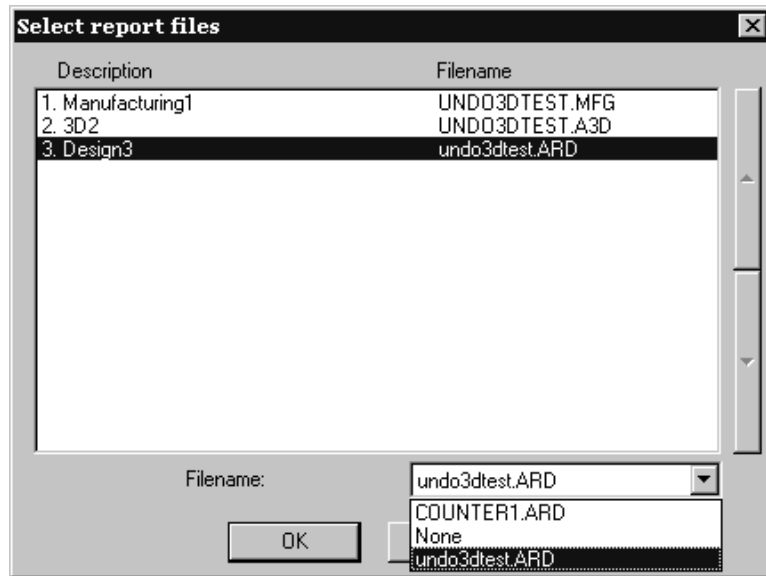 Select report files
Description Filename
1. Manufacturing1 UNDO3DTEST.MFG
2. 3D2 UNDO3DTEST.A3D
3. Design3 undo3dtest.ARD
Filename: undo3dtest.ARD
COUNTER1.ARD
OK None
undo3dtest.ARD